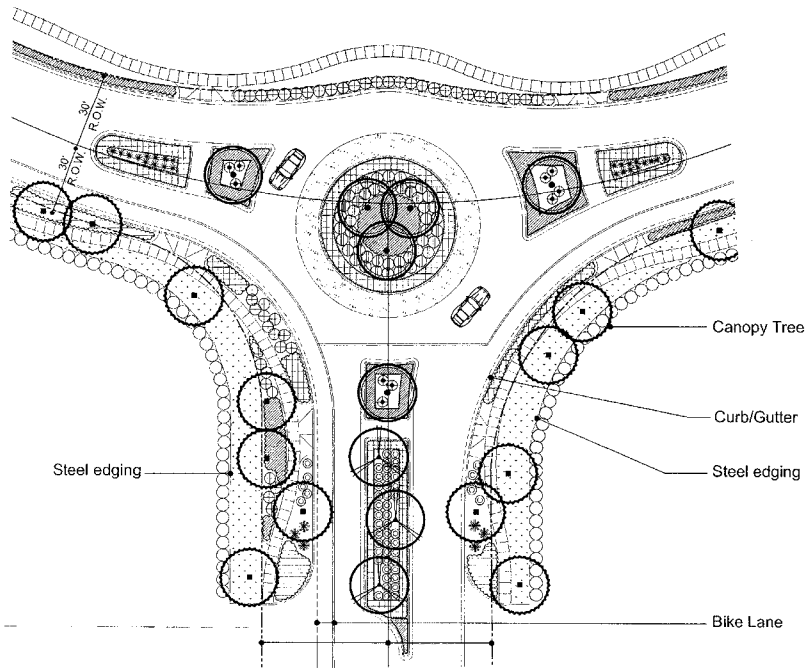 30'
R.O.W.
30'
R.O.W.
Canopy Tree
Curb/Gutter
Steel edging
Steel edging
Bike Lane